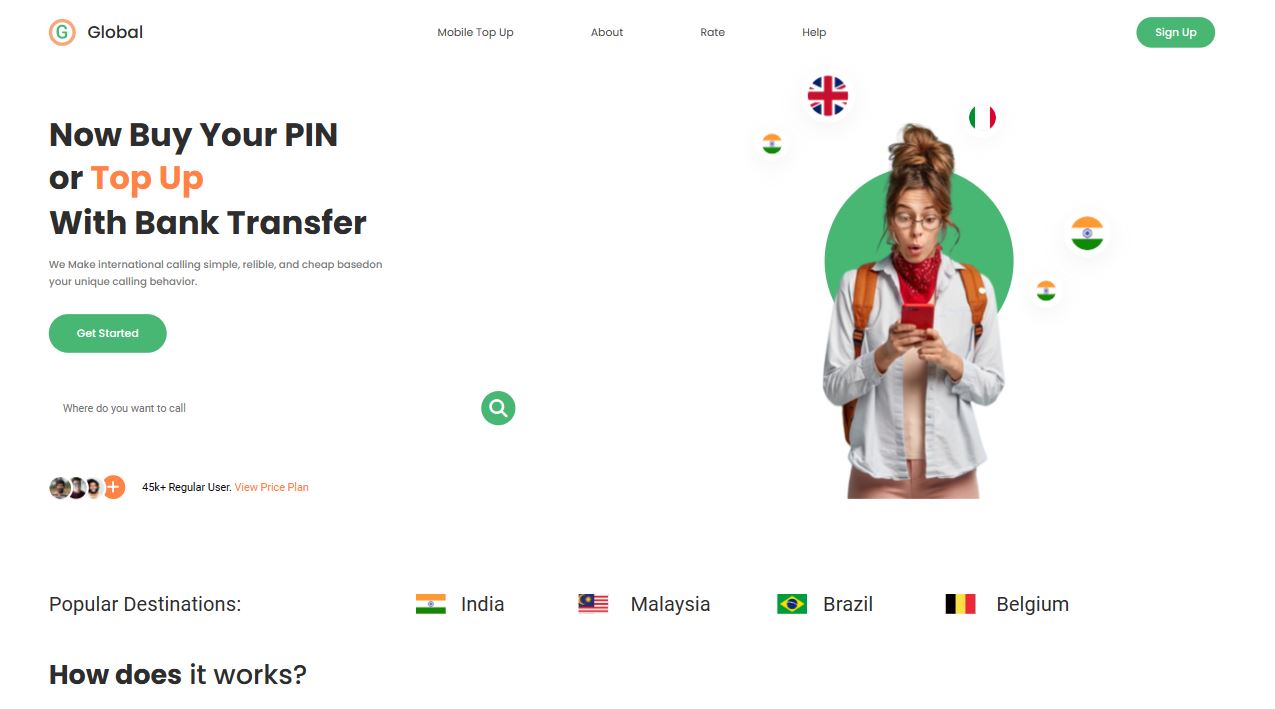 G Global
Mobile Top Up
About
Rate
Help
Sign Up
Now Buy Your PIN
or Top Up
With Bank Transfer
We Make international calling simple, relible, and cheap basedon
your unique calling behavior.
Get Started
Where do you want to call
45k+ Regular User. View Price Plan
Popular Destinations:
India
Malaysia
Brazil
Belgium
How does it works?